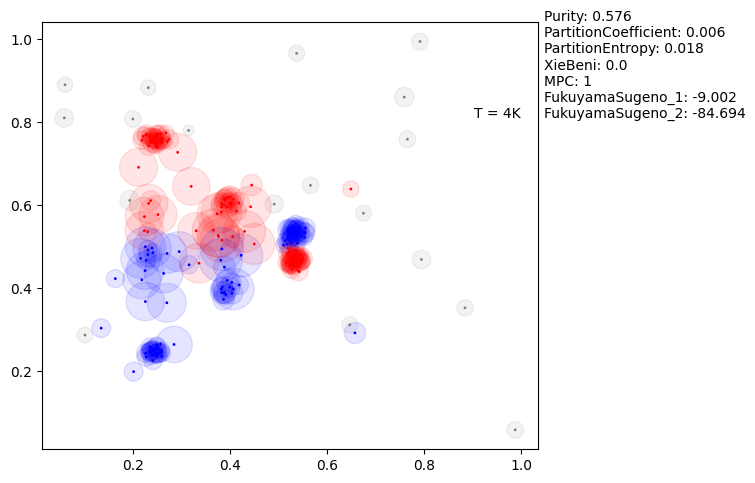 Purity: 0.576
PartitionCoefficient: 0.006
PartitionEntropy: 0.018
XieBeni: 0.0
MPC: 1
FukuyamaSugeno_1: -9.002
FukuyamaSugeno_2: -84.694
T = 4K
1.0
0.8
0.6
0.4
0.2
0.2 0.4 0.6 0.8 1.0